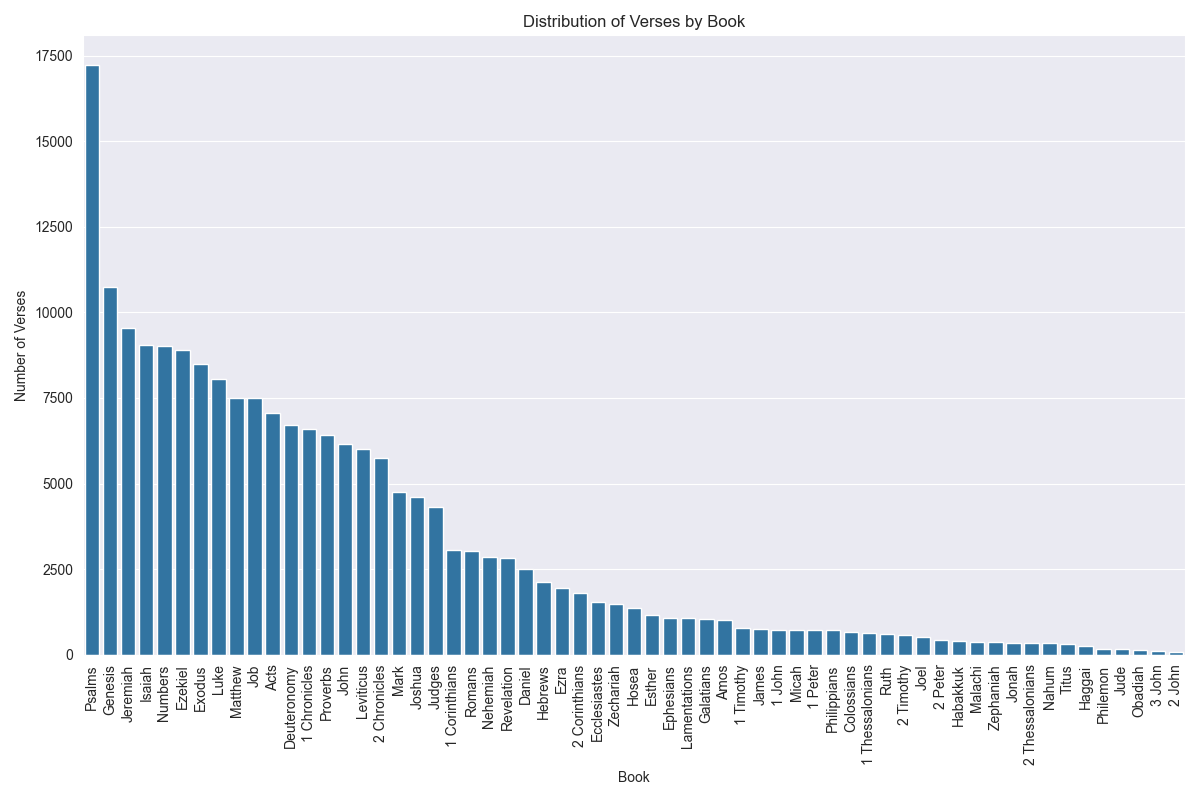 Distribution of Verses by Book
Number of Verses
17500
15000
12500
10000
7500
5000
2500
0
Psalms
Genesis
Jeremiah
Isaiah
Numbers
Ezekiel
Exodus
Luke
Matthew
Job
Acts
Deuteronomy
1 Chronicles
Proverbs
John
Leviticus
2 Chronicles
Mark
Joshua
Judges
1 Corinthians
Romans
Nehemiah
Revelation
Daniel
Hebrews
Ezra
2 Corinthians
Ecclesiastes
Zechariah
Hosea
Esther
Ephesians
Lamentations
Galatians
Amos
1 Timothy
James
1 John
Micah
1 Peter
Philippians
Colossians
1 Thessalonians
Ruth
2 Timothy
Joel
2 Peter
Habakkuk
Malachi
Zephaniah
Jonah
2 Thessalonians
Nahum
Titus
Haggai
Philemon
Jude
Obadiah
3 John
2 John
Book